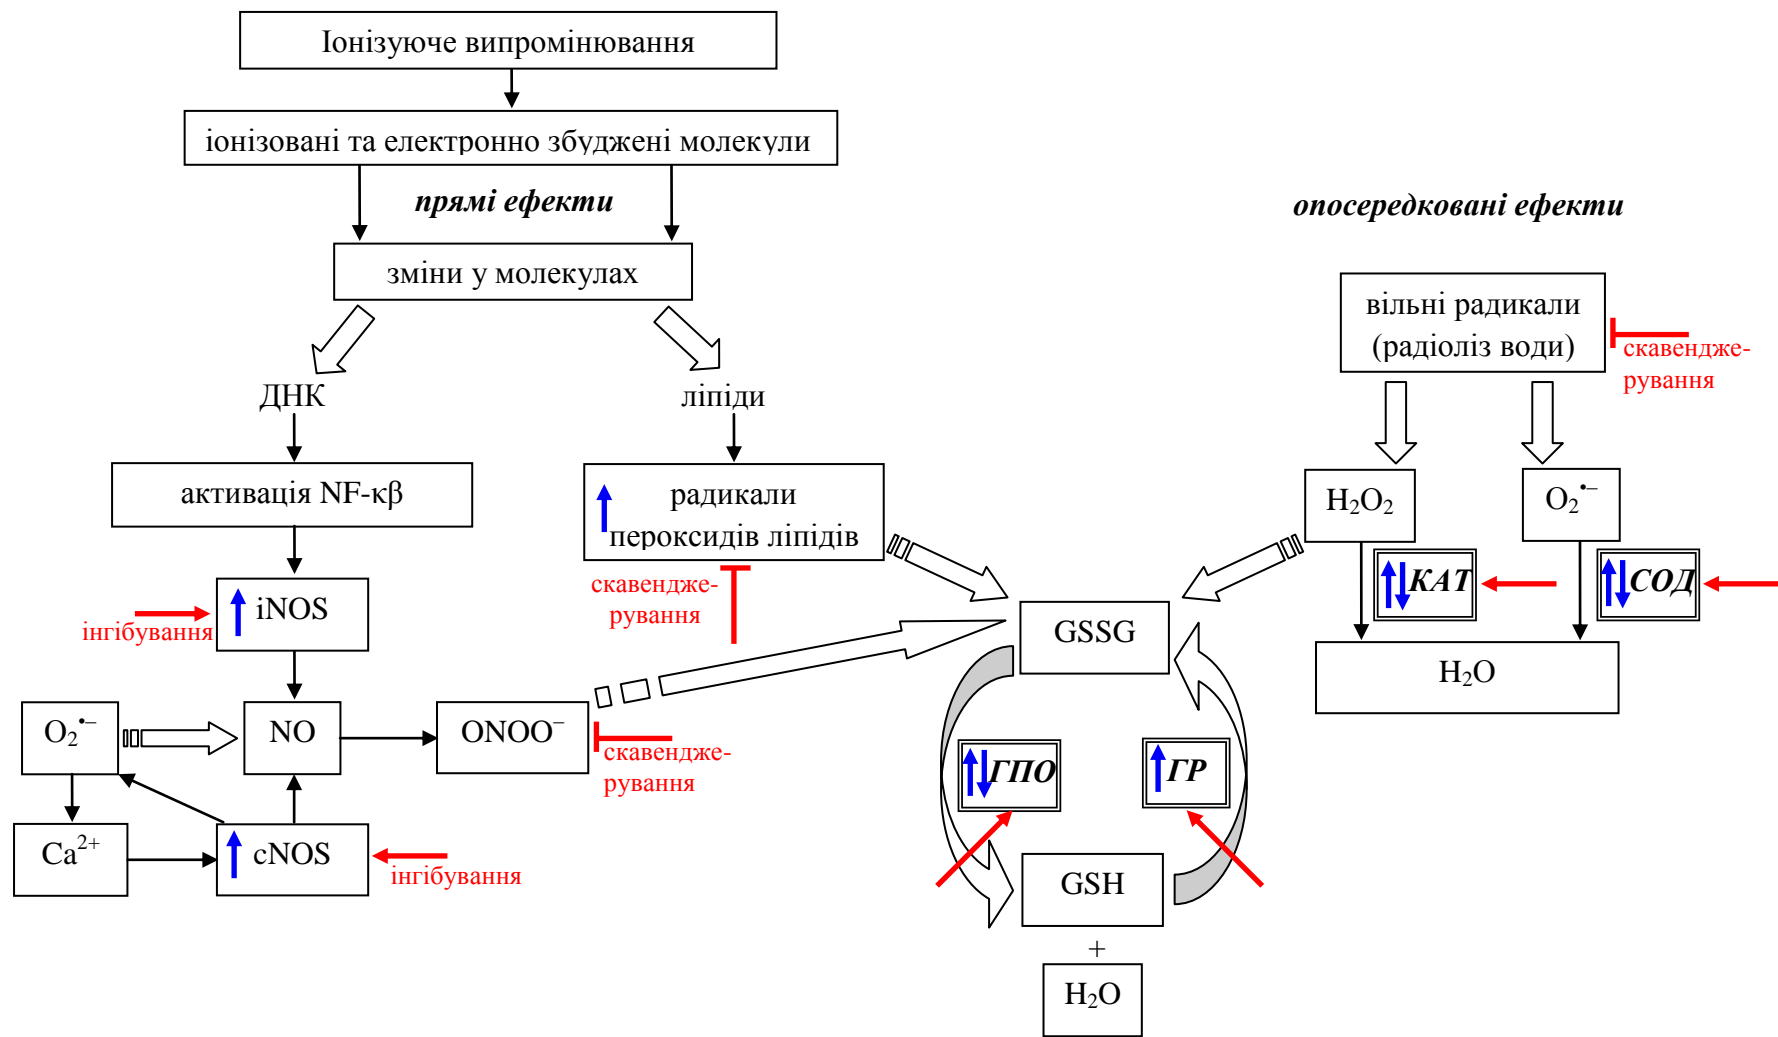 Іонізуюче випромінювання
іонізовані та електронно збуджені молекули
прямі ефекти
опосередковані ефекти
зміни у молекулах
вільні радикали
(радіоліз води)
скавендже-
рування
ДНК
ліпіди
активація NF-κβ
радикали
пероксидів ліпідів
H₂O₂
O₂•–
скавендже-
рування
КАТ
СОД
iNOS
інгібування
GSSG
H₂O
O₂•–
NO
ONOO–
скавендже-
рування
ГПО
ГР
Ca²⁺
cNOS
інгібування
GSH
+
H₂O